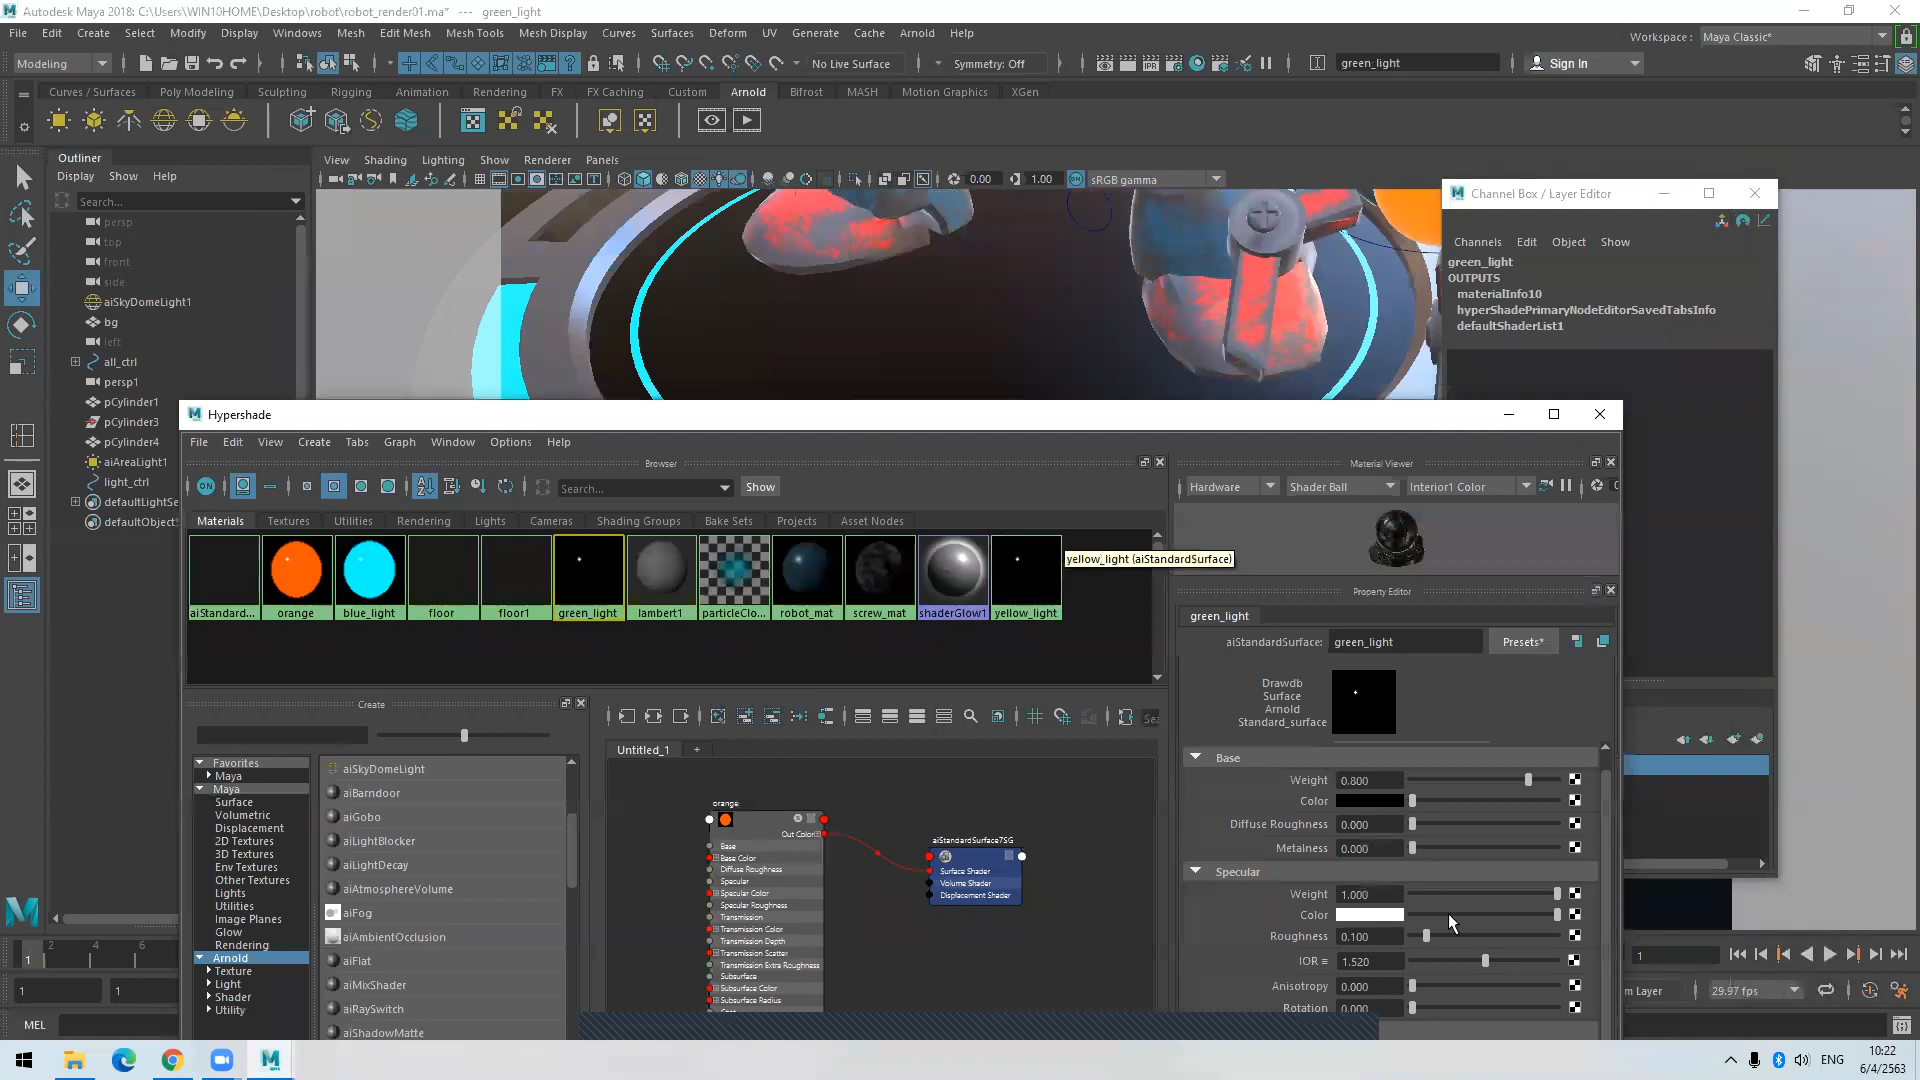 Autodesk Maya 2018: C:\Users\WIN10HOME\Desktop\robot\robot_render01.ma*   ---   green_light
File Edit Create Select Modify Display Windows Mesh Edit Mesh Mesh Tools Mesh Display Curves Surfaces Deform UV Generate Cache Arnold Help
Workspace : Maya Classic*
Modeling No Live Surface Symmetry: Off green_light Sign In
Curves / Surfaces Poly Modeling Sculpting Rigging Animation Rendering FX FX Caching Custom Arnold Bifrost MASH Motion Graphics XGen
Outliner
Display Show Help
Search...
persp
top
front
side
aiSkyDomeLight1
bg
left
all_ctrl
persp1
pCylinder1
pCylinder3
pCylinder4
aiAreaLight1
light_ctrl
defaultLightSe
defaultObject
View Shading Lighting Show Renderer Panels
0.00 1.00 sRGB gamma
Channel Box / Layer Editor
Channels Edit Object Show
green_light
OUTPUTS
materialInfo10
hyperShadePrimaryNodeEditorSavedTabsInfo
defaultShaderList1
Hypershade
File Edit View Create Tabs Graph Window Options Help
Browser
Search... Show
Materials Textures Utilities Rendering Lights Cameras Shading Groups Bake Sets Projects Asset Nodes
aiStandard... orange blue_light floor floor1 green_light lambert1 particleClo... robot_mat screw_mat shaderGlow1 yellow_light
yellow_light (aiStandardSurface)
Material Viewer
Hardware Shader Ball Interior1 Color
Property Editor
green_light
aiStandardSurface: green_light Presets*
Drawdb
Surface
Arnold
Standard_surface
Base
Weight 0.800
Color
Diffuse Roughness 0.000
Metalness 0.000
Specular
Weight 1.000
Color
Roughness 0.100
IOR 1.520
Anisotropy 0.000
Rotation 0.000
Create
Favorites
Maya
Maya
Surface
Volumetric
Displacement
2D Textures
3D Textures
Env Textures
Other Textures
Lights
Utilities
Image Planes
Glow
Rendering
Arnold
Texture
Light
Shader
Utility
aiSkyDomeLight
aiBarndoor
aiGobo
aiLightBlocker
aiLightDecay
aiAtmosphereVolume
aiFog
aiAmbientOcclusion
aiFlat
aiMixShader
aiRaySwitch
aiShadowMatte
Untitled_1 +
orange
Out Color
Base
Base Color
Diffuse Roughness
Specular
Specular Color
Specular Roughness
Transmission
Transmission Color
Transmission Depth
Transmission Scatter
Transmission Extra Roughness
Subsurface
Subsurface Color
Subsurface Radius
aiStandardSurface7SG
Surface Shader
Volume Shader
Displacement Shader
2 4 6
1
1 1
1
m Layer 29.97 fps
MEL
ENG
10:22
6/4/2563